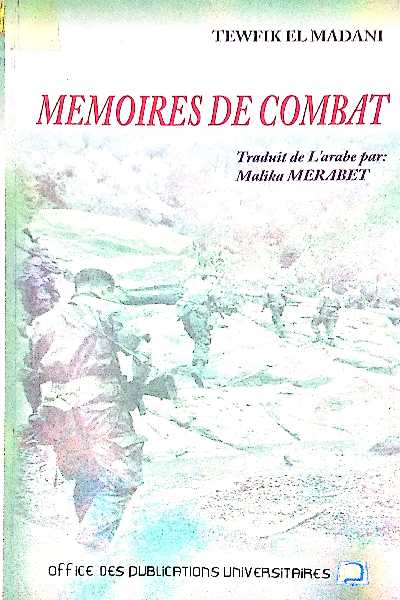 TEWFIK EL MADANI
MEMOIRES DE COMBAT
Traduit de L'arabe par:
Malika MERABET
OFFICE DES PUBLICATIONS UNIVERSITAIRES